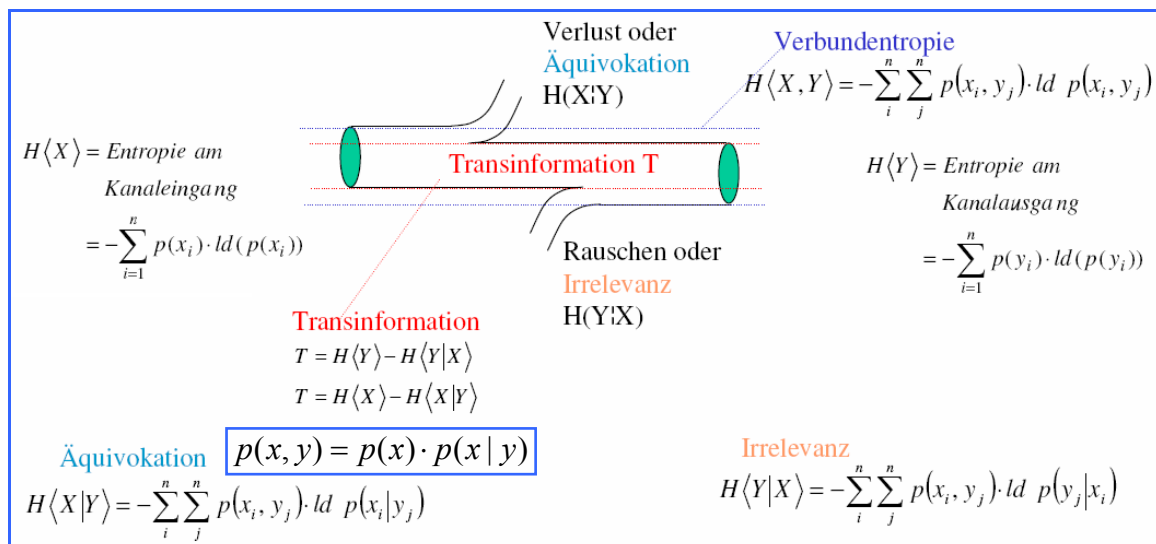 Verlust oder
Äquivokation
H(X¦Y)
Verbundentropie
H⟨X,Y⟩ = −∑_i^n ∑_j^n p(x_i, y_j)·ld p(x_i, y_j)
H⟨X⟩ = Entropie am
Kanaleingang
= −∑_{i=1}^n p(x_i)·ld(p(x_i))
Transinformation T
H⟨Y⟩ = Entropie am
Kanalausgang
= −∑_{i=1}^n p(y_i)·ld(p(y_i))
Rauschen oder
Irrelevanz
H(Y¦X)
Transinformation
T = H⟨Y⟩ − H⟨Y|X⟩
T = H⟨X⟩ − H⟨X|Y⟩
Äquivokation
p(x, y) = p(x)· p(x | y)
H⟨X|Y⟩ = −∑_i^n ∑_j^n p(x_i, y_j)·ld p(x_i|y_j)
Irrelevanz
H⟨Y|X⟩ = −∑_i^n ∑_j^n p(x_i, y_j)·ld p(y_j|x_i)